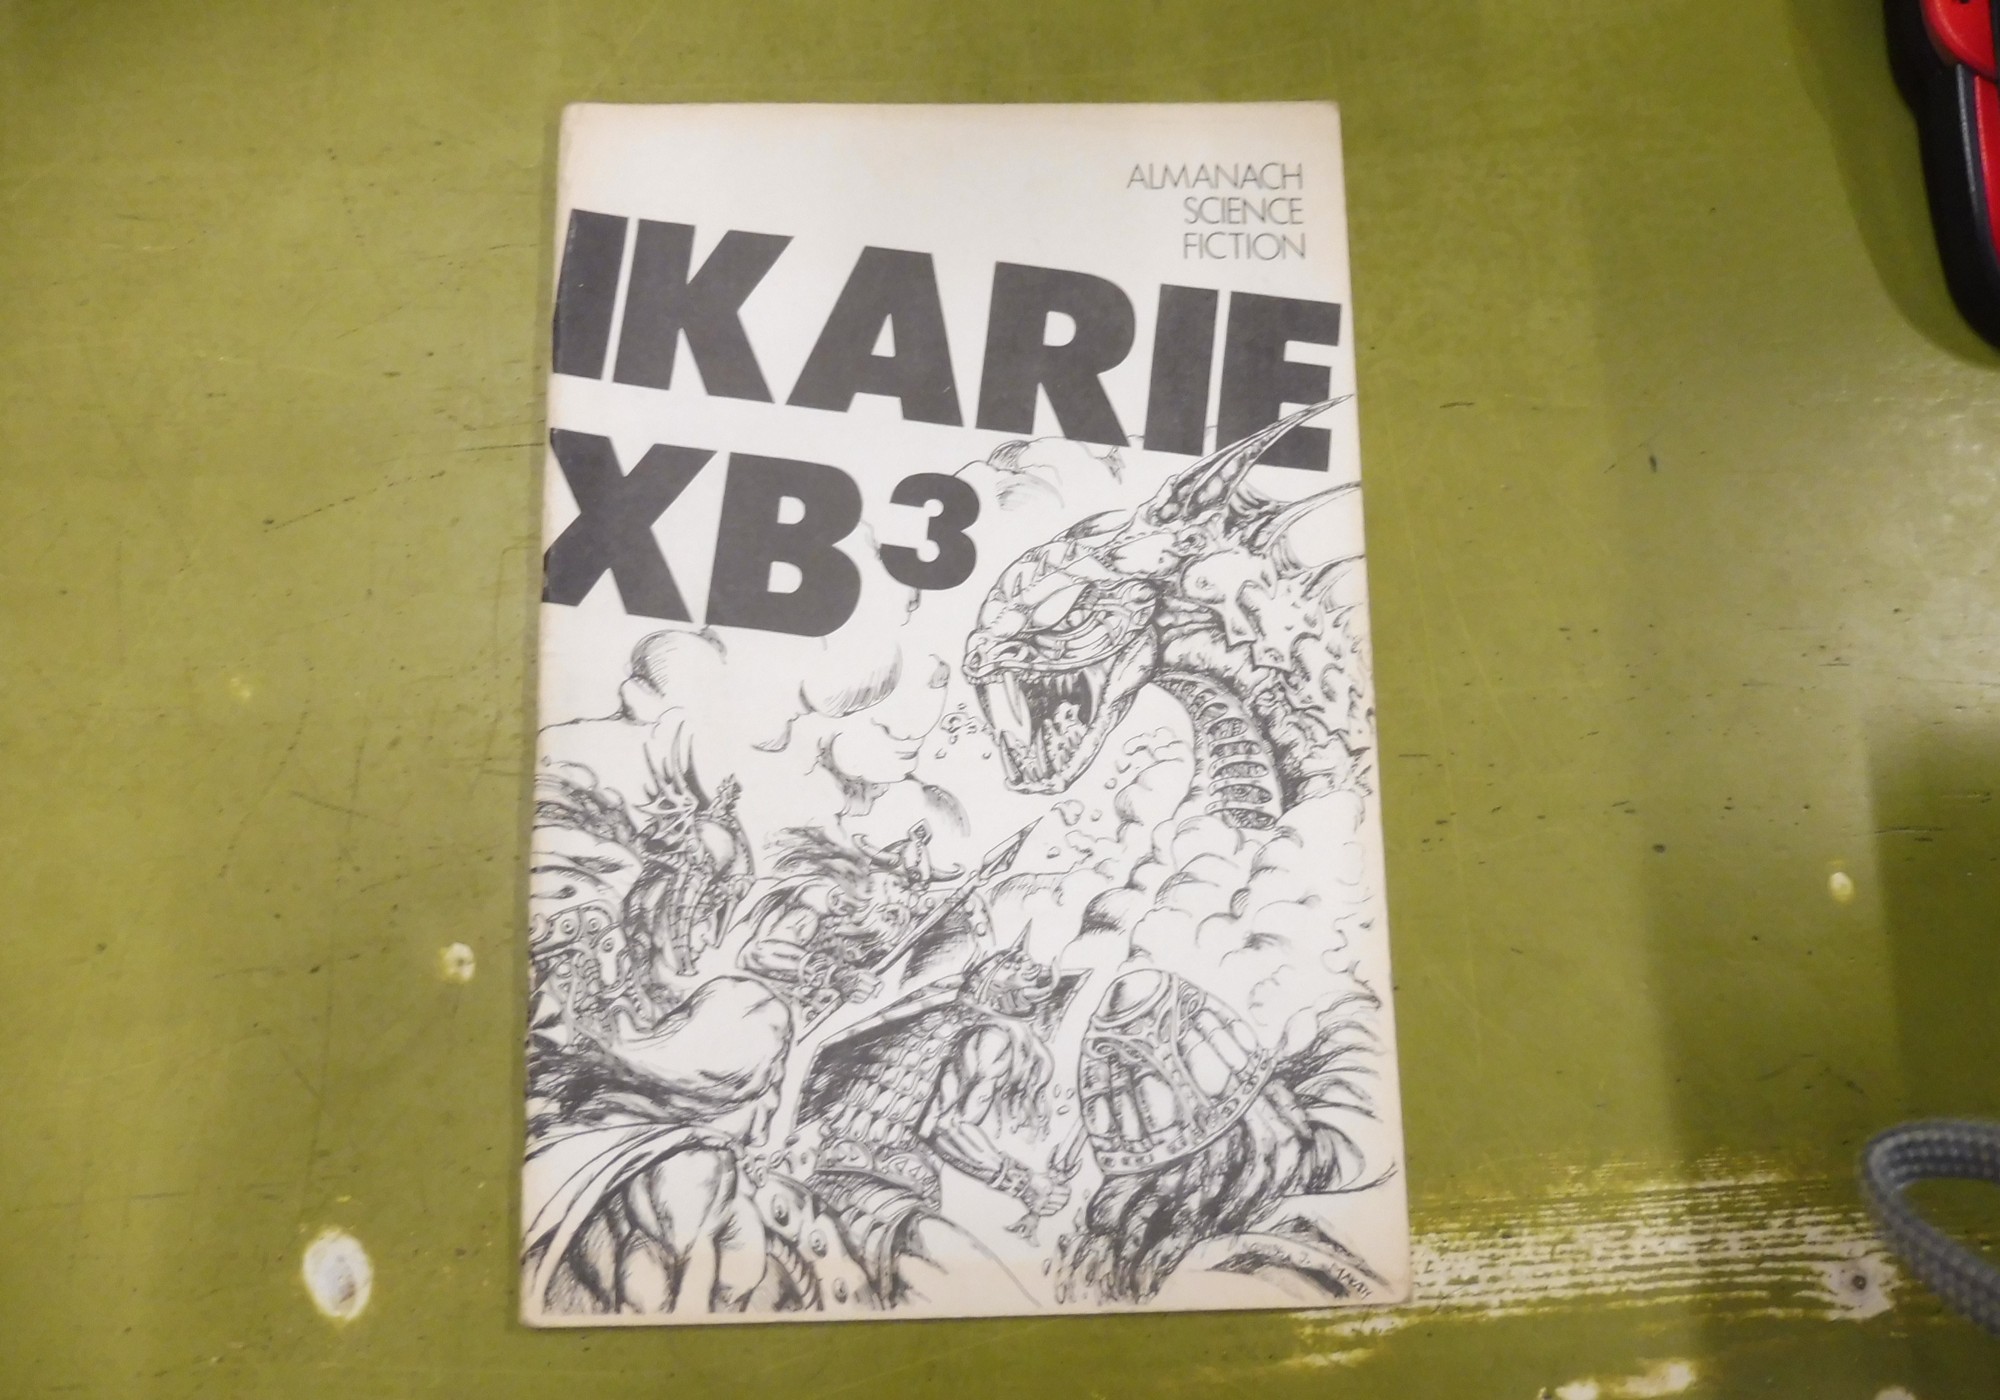 ALMANACH
SCIENCE
FICTION
IKARIE
XB3